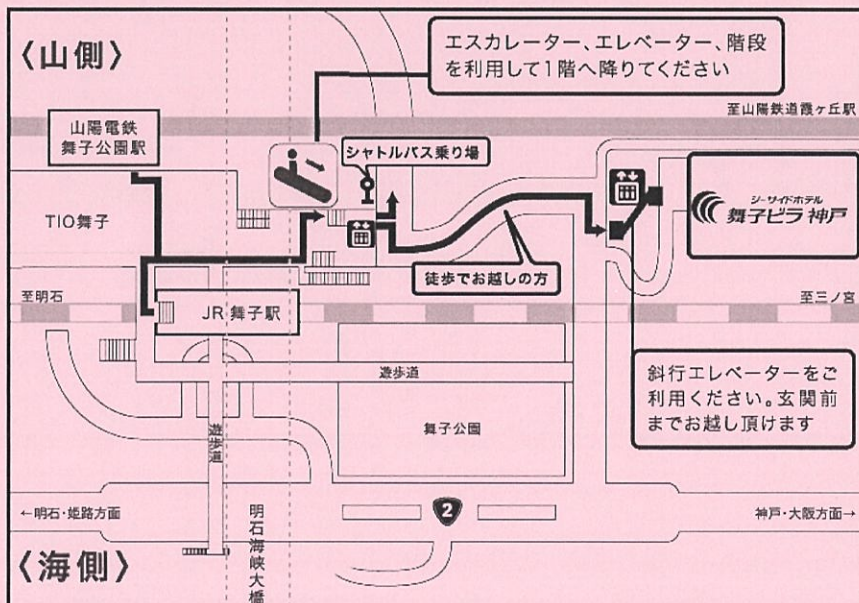 〈山側〉
エスカレーター、エレベーター、階段
を利用して1階へ降りてください
至山陽鉄道霞ヶ丘駅
山陽電鉄
舞子公園駅
シャトルバス乗り場
シーサイドホテル
舞子ビラ神戸
TIO舞子
徒歩でお越しの方
至明石
至三ノ宮
JR 舞子駅
斜行エレベーターをご
利用ください。玄関前
までお越し頂けます
遊歩道
舞子公園
遊歩道
←明石・姫路方面
2
神戸・大阪方面→
明石海峡大橋
〈海側〉